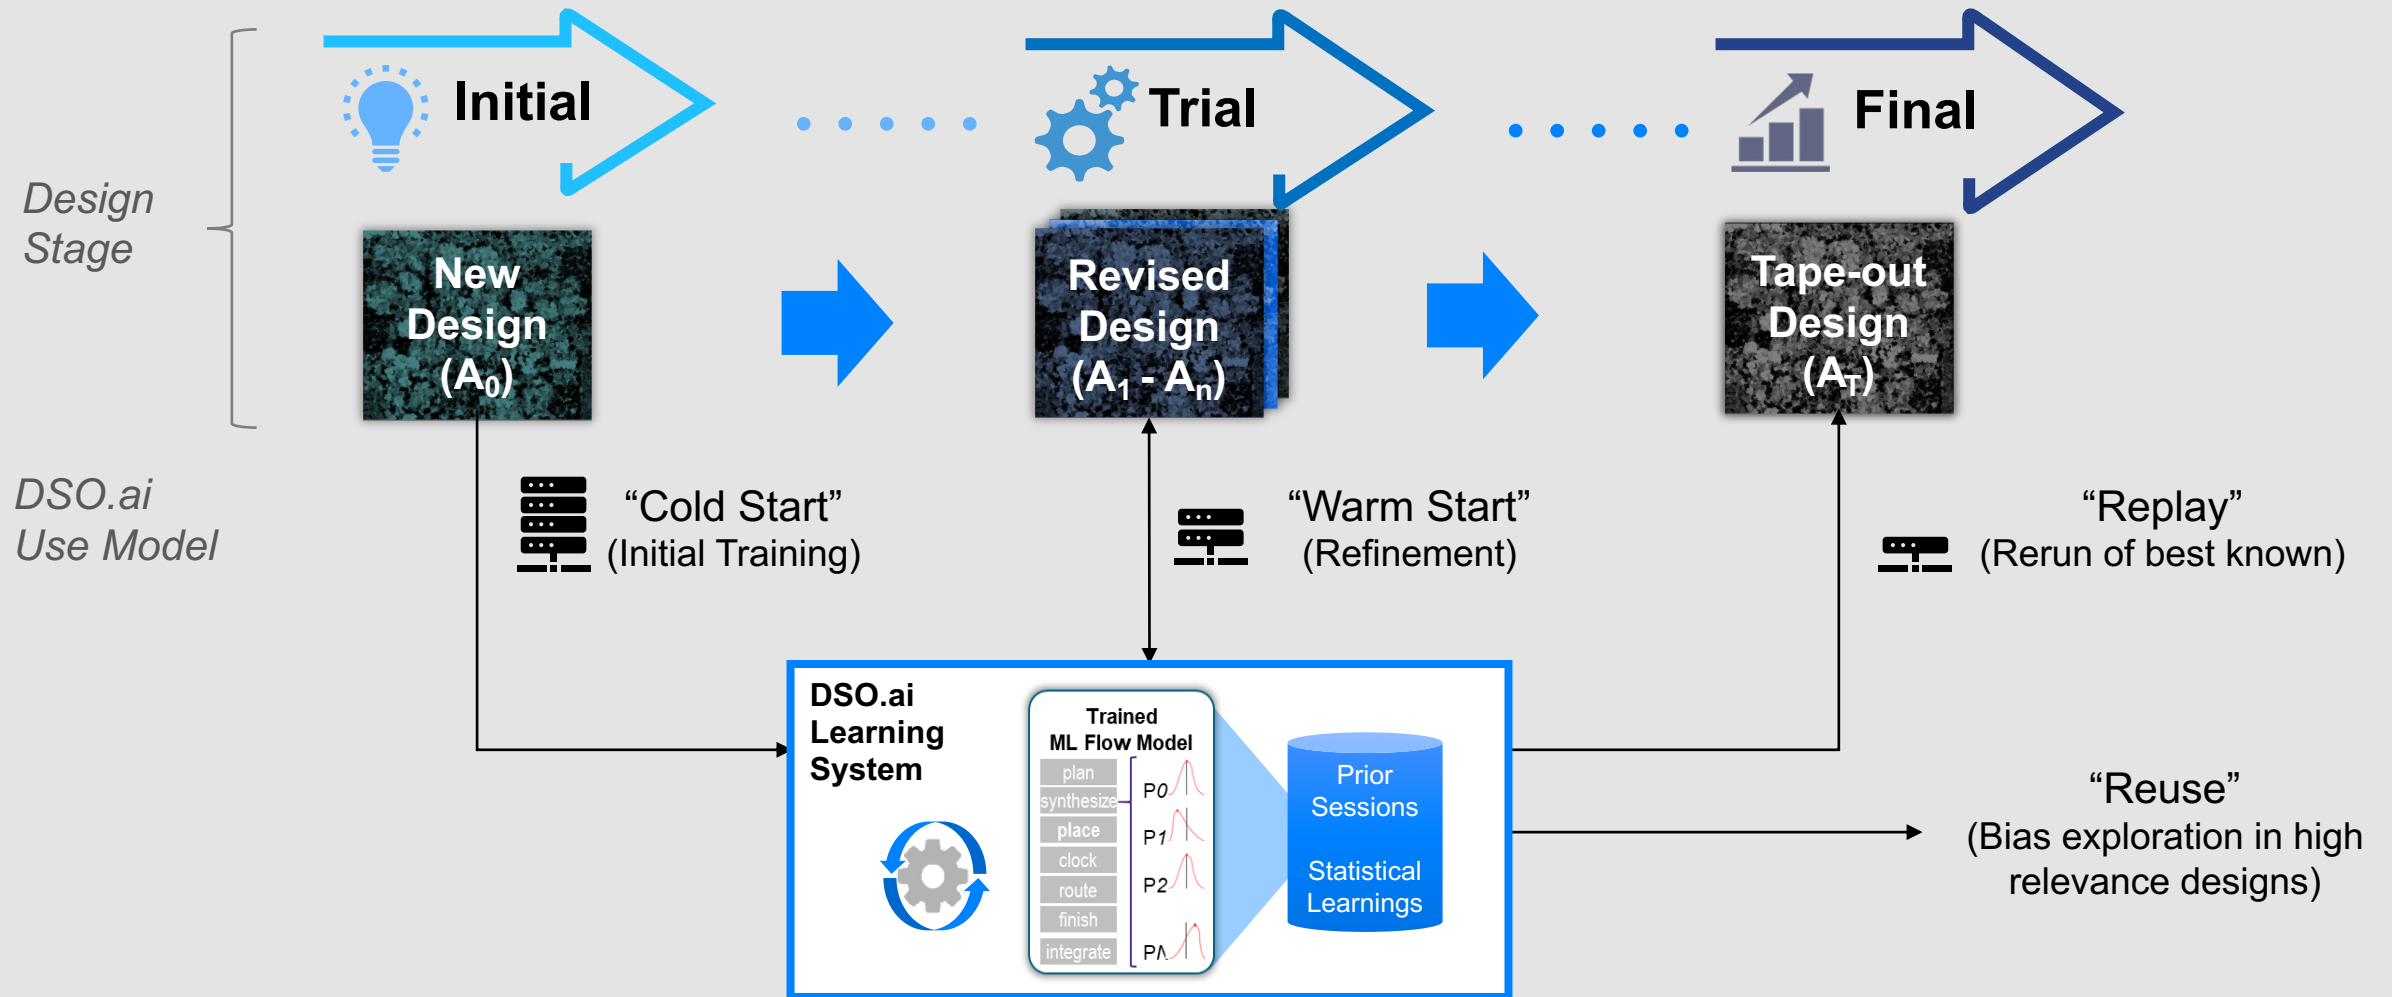 Initial
Trial
Final
Design
Stage
New
Design
(A₀)
Revised
Design
(A₁ - Aₙ)
Tape-out
Design
(A_T)
DSO.ai
Use Model
“Cold Start”
(Initial Training)
“Warm Start”
(Refinement)
“Replay”
(Rerun of best known)
DSO.ai
Learning
System
Trained
ML Flow Model
plan
synthesize
place
clock
route
finish
integrate
P0
P1
P2
PN
Prior
Sessions
Statistical
Learnings
“Reuse”
(Bias exploration in high
relevance designs)